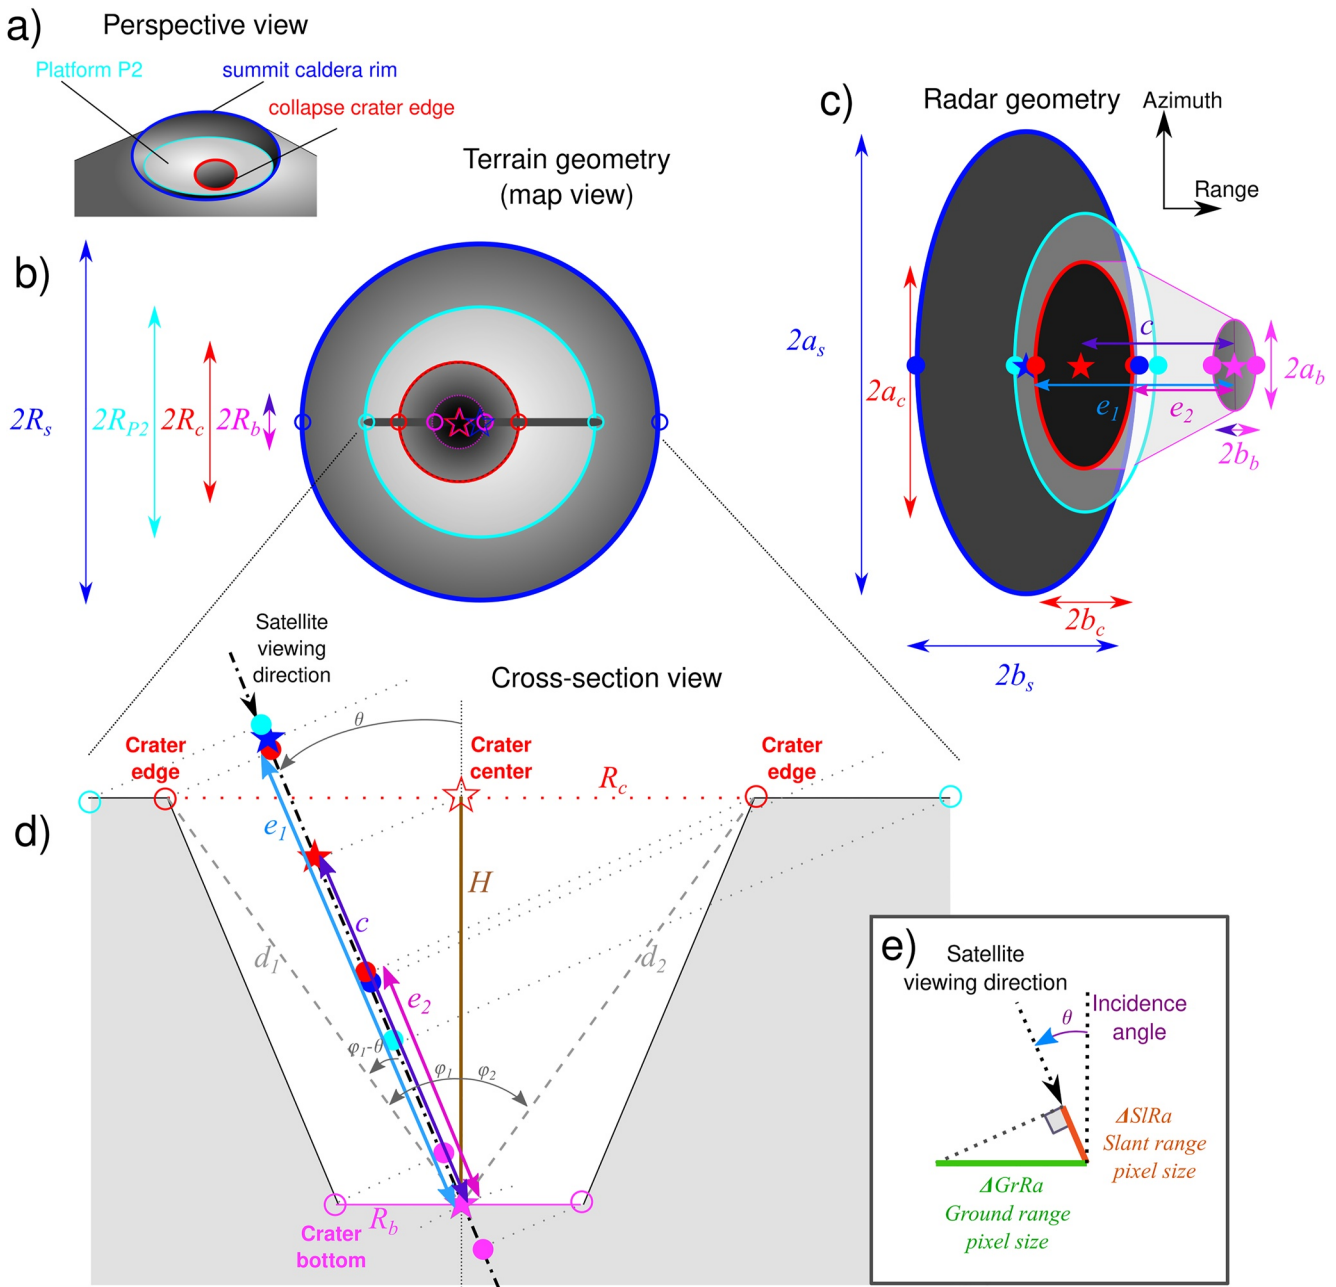 a)
Perspective view
Platform P2
summit caldera rim
collapse crater edge
Terrain geometry
(map view)
b)
2Rs
2RP2
2Rc
2Rb
c)
Radar geometry
Azimuth
Range
2as
2ac
c
e1
e2
2ab
2bb
2bc
2bs
Satellite
viewing
direction
Cross-section view
θ
Crater
edge
Crater
center
Crater
edge
Rc
d)
e1
H
c
d1
d2
e2
φ1-θ
φ1
φ2
Rb
Crater
bottom
e)
Satellite
viewing direction
θ
Incidence
angle
ΔSlRa
Slant range
pixel size
ΔGrRa
Ground range
pixel size